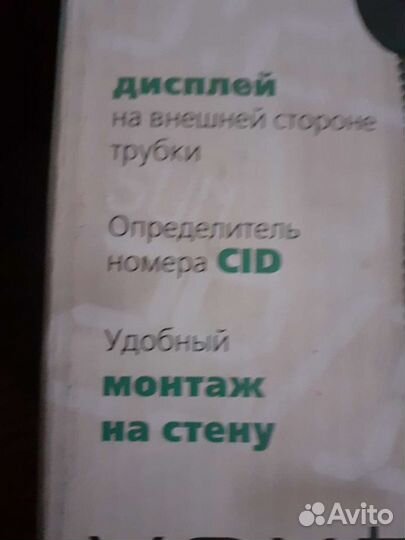 дисплей
на внешней стороне
трубки
Определитель
номера CID
Удобный
монтаж
на стену
Avito